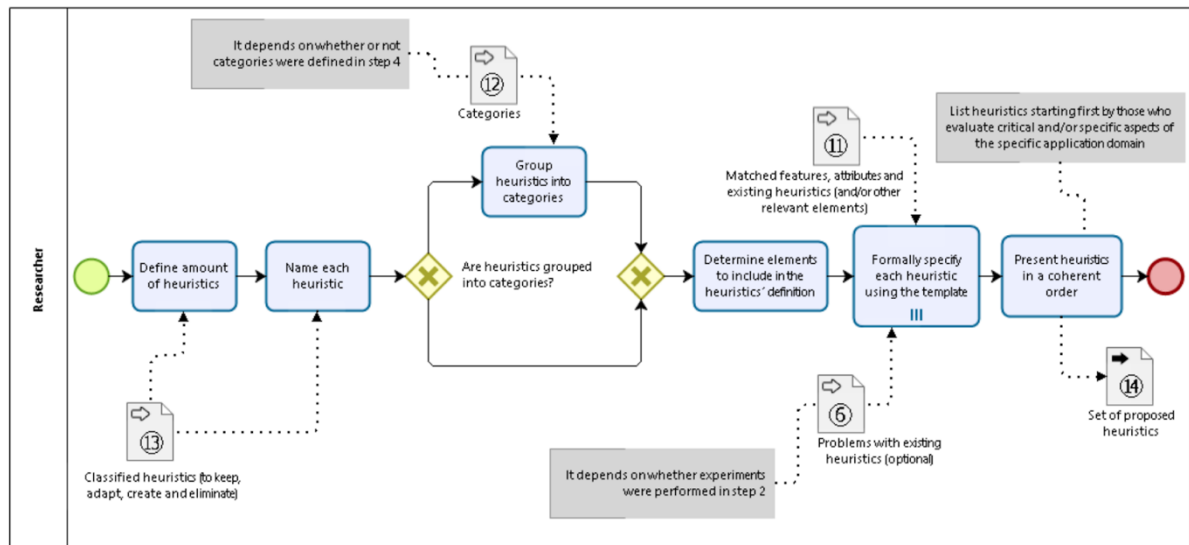 Researcher
It depends on whether or not
categories were defined in step 4
12
Categories
Group
heuristics into
categories
11
Matched features, attributes and
existing heuristics (and/or other
relevant elements)
List heuristics starting first by those who
evaluate critical and/or specific aspects of
the specific application domain
Define amount
of heuristics
Name each
heuristic
Are heuristics grouped
into categories?
Determine elements
to include in the
heuristics´ definition
Formally specify
each heuristic
using the template
Present heuristics
in a coherent
order
13
Classified heuristics (to keep,
adapt, create and eliminate)
6
Problems with existing
heuristics (optional)
It depends on whether experiments
were performed in step 2
14
Set of proposed
heuristics